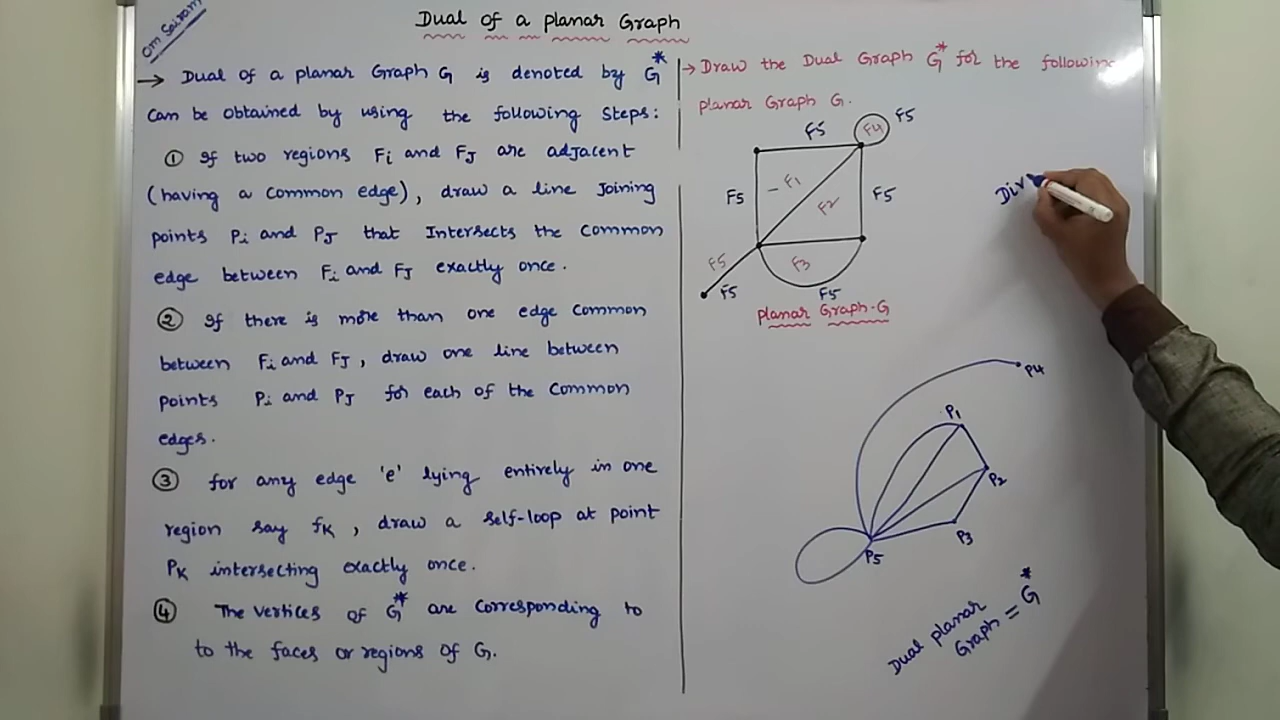 Om Sairam
Dual of a planar Graph
→ Dual of a planar Graph G is denoted by G*
can be obtained by using the following steps:
① If two regions Fi and FJ are adjacent
(having a common edge), draw a line Joining
points Pi and PJ that Intersects the common
edge between Fi and FJ exactly once.
② If there is more than one edge common
between Fi and FJ, draw one line between
points Pi and PJ for each of the common
edges.
③ for any edge 'e' lying entirely in one
region say fK, draw a self-loop at point
PK intersecting exactly once.
④ The vertices of G* are corresponding to
to the faces or regions of G.
→ Draw the Dual Graph G* for the following
planar Graph G.
F5 F4 F5
F5 F1 F2 F5
F5 F3
F5 F5
planar Graph-G
Div
P4
P1
P2
P3
P5
Dual planar
Graph = G*